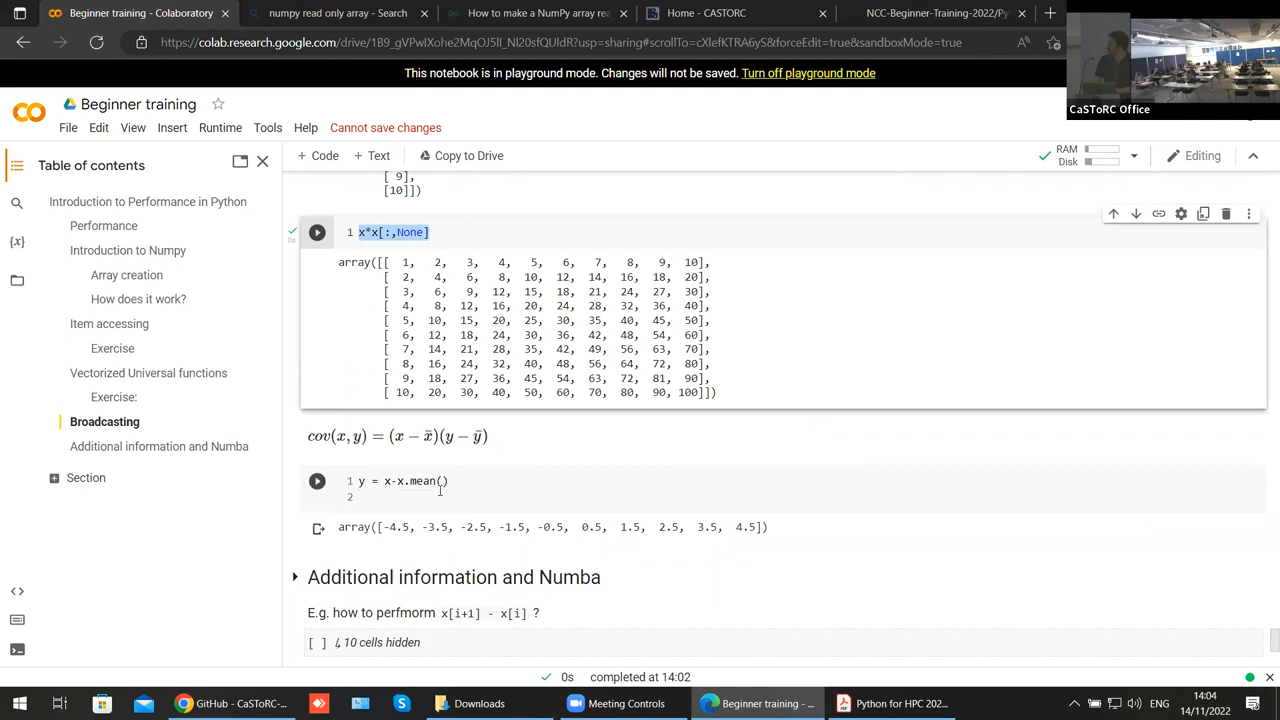 Beginner training - Colaboratory
numpy read only array - Search
How to make a NumPy array rea
Home - CASTORC
NCC-Beginner-Training-2022/Pyt
https://colab.research.google.com/drive/
?usp=sharing#scrollTo=cXlefKTRA6yS&forceEdit=true&sandboxMode=true
CaSToRC Office
This notebook is in playground mode. Changes will not be saved. Turn off playground mode
Beginner training
File Edit View Insert Runtime Tools Help Cannot save changes
Table of contents
+ Code + Text Copy to Drive
RAM
Disk
Editing
Introduction to Performance in Python
Performance
Introduction to Numpy
Array creation
How does it work?
Item accessing
Exercise
Vectorized Universal functions
Exercise:
Broadcasting
Additional information and Numba
Section
[ 9],
[10]])
1 x*x[:,None]
0s
array([[ 1, 2, 3, 4, 5, 6, 7, 8, 9, 10],
[ 2, 4, 6, 8, 10, 12, 14, 16, 18, 20],
[ 3, 6, 9, 12, 15, 18, 21, 24, 27, 30],
[ 4, 8, 12, 16, 20, 24, 28, 32, 36, 40],
[ 5, 10, 15, 20, 25, 30, 35, 40, 45, 50],
[ 6, 12, 18, 24, 30, 36, 42, 48, 54, 60],
[ 7, 14, 21, 28, 35, 42, 49, 56, 63, 70],
[ 8, 16, 24, 32, 40, 48, 56, 64, 72, 80],
[ 9, 18, 27, 36, 45, 54, 63, 72, 81, 90],
[ 10, 20, 30, 40, 50, 60, 70, 80, 90, 100]])
cov(x, y) = (x − x̄)(y − ȳ)
1 y = x-x.mean()
2
array([-4.5, -3.5, -2.5, -1.5, -0.5, 0.5, 1.5, 2.5, 3.5, 4.5])
Additional information and Numba
E.g. how to perfmorm x[i+1] - x[i] ?
[ ] ↳ 10 cells hidden
0s completed at 14:02
GitHub - CaSToRC-...
Downloads
Meeting Controls
Beginner training - ...
Python for HPC 202...
ENG
14:04
14/11/2022